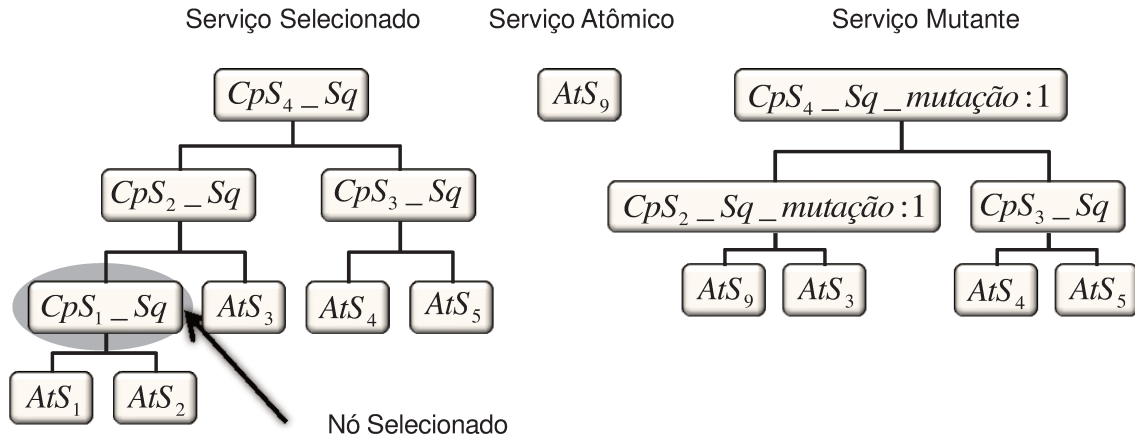 Serviço Selecionado Serviço Atômico Serviço Mutante
CpS₄_Sq AtS₉ CpS₄_Sq_mutação:1
CpS₂_Sq CpS₃_Sq CpS₂_Sq_mutação:1 CpS₃_Sq
CpS₁_Sq AtS₃ AtS₄ AtS₅ AtS₉ AtS₃ AtS₄ AtS₅
AtS₁ AtS₂
Nó Selecionado